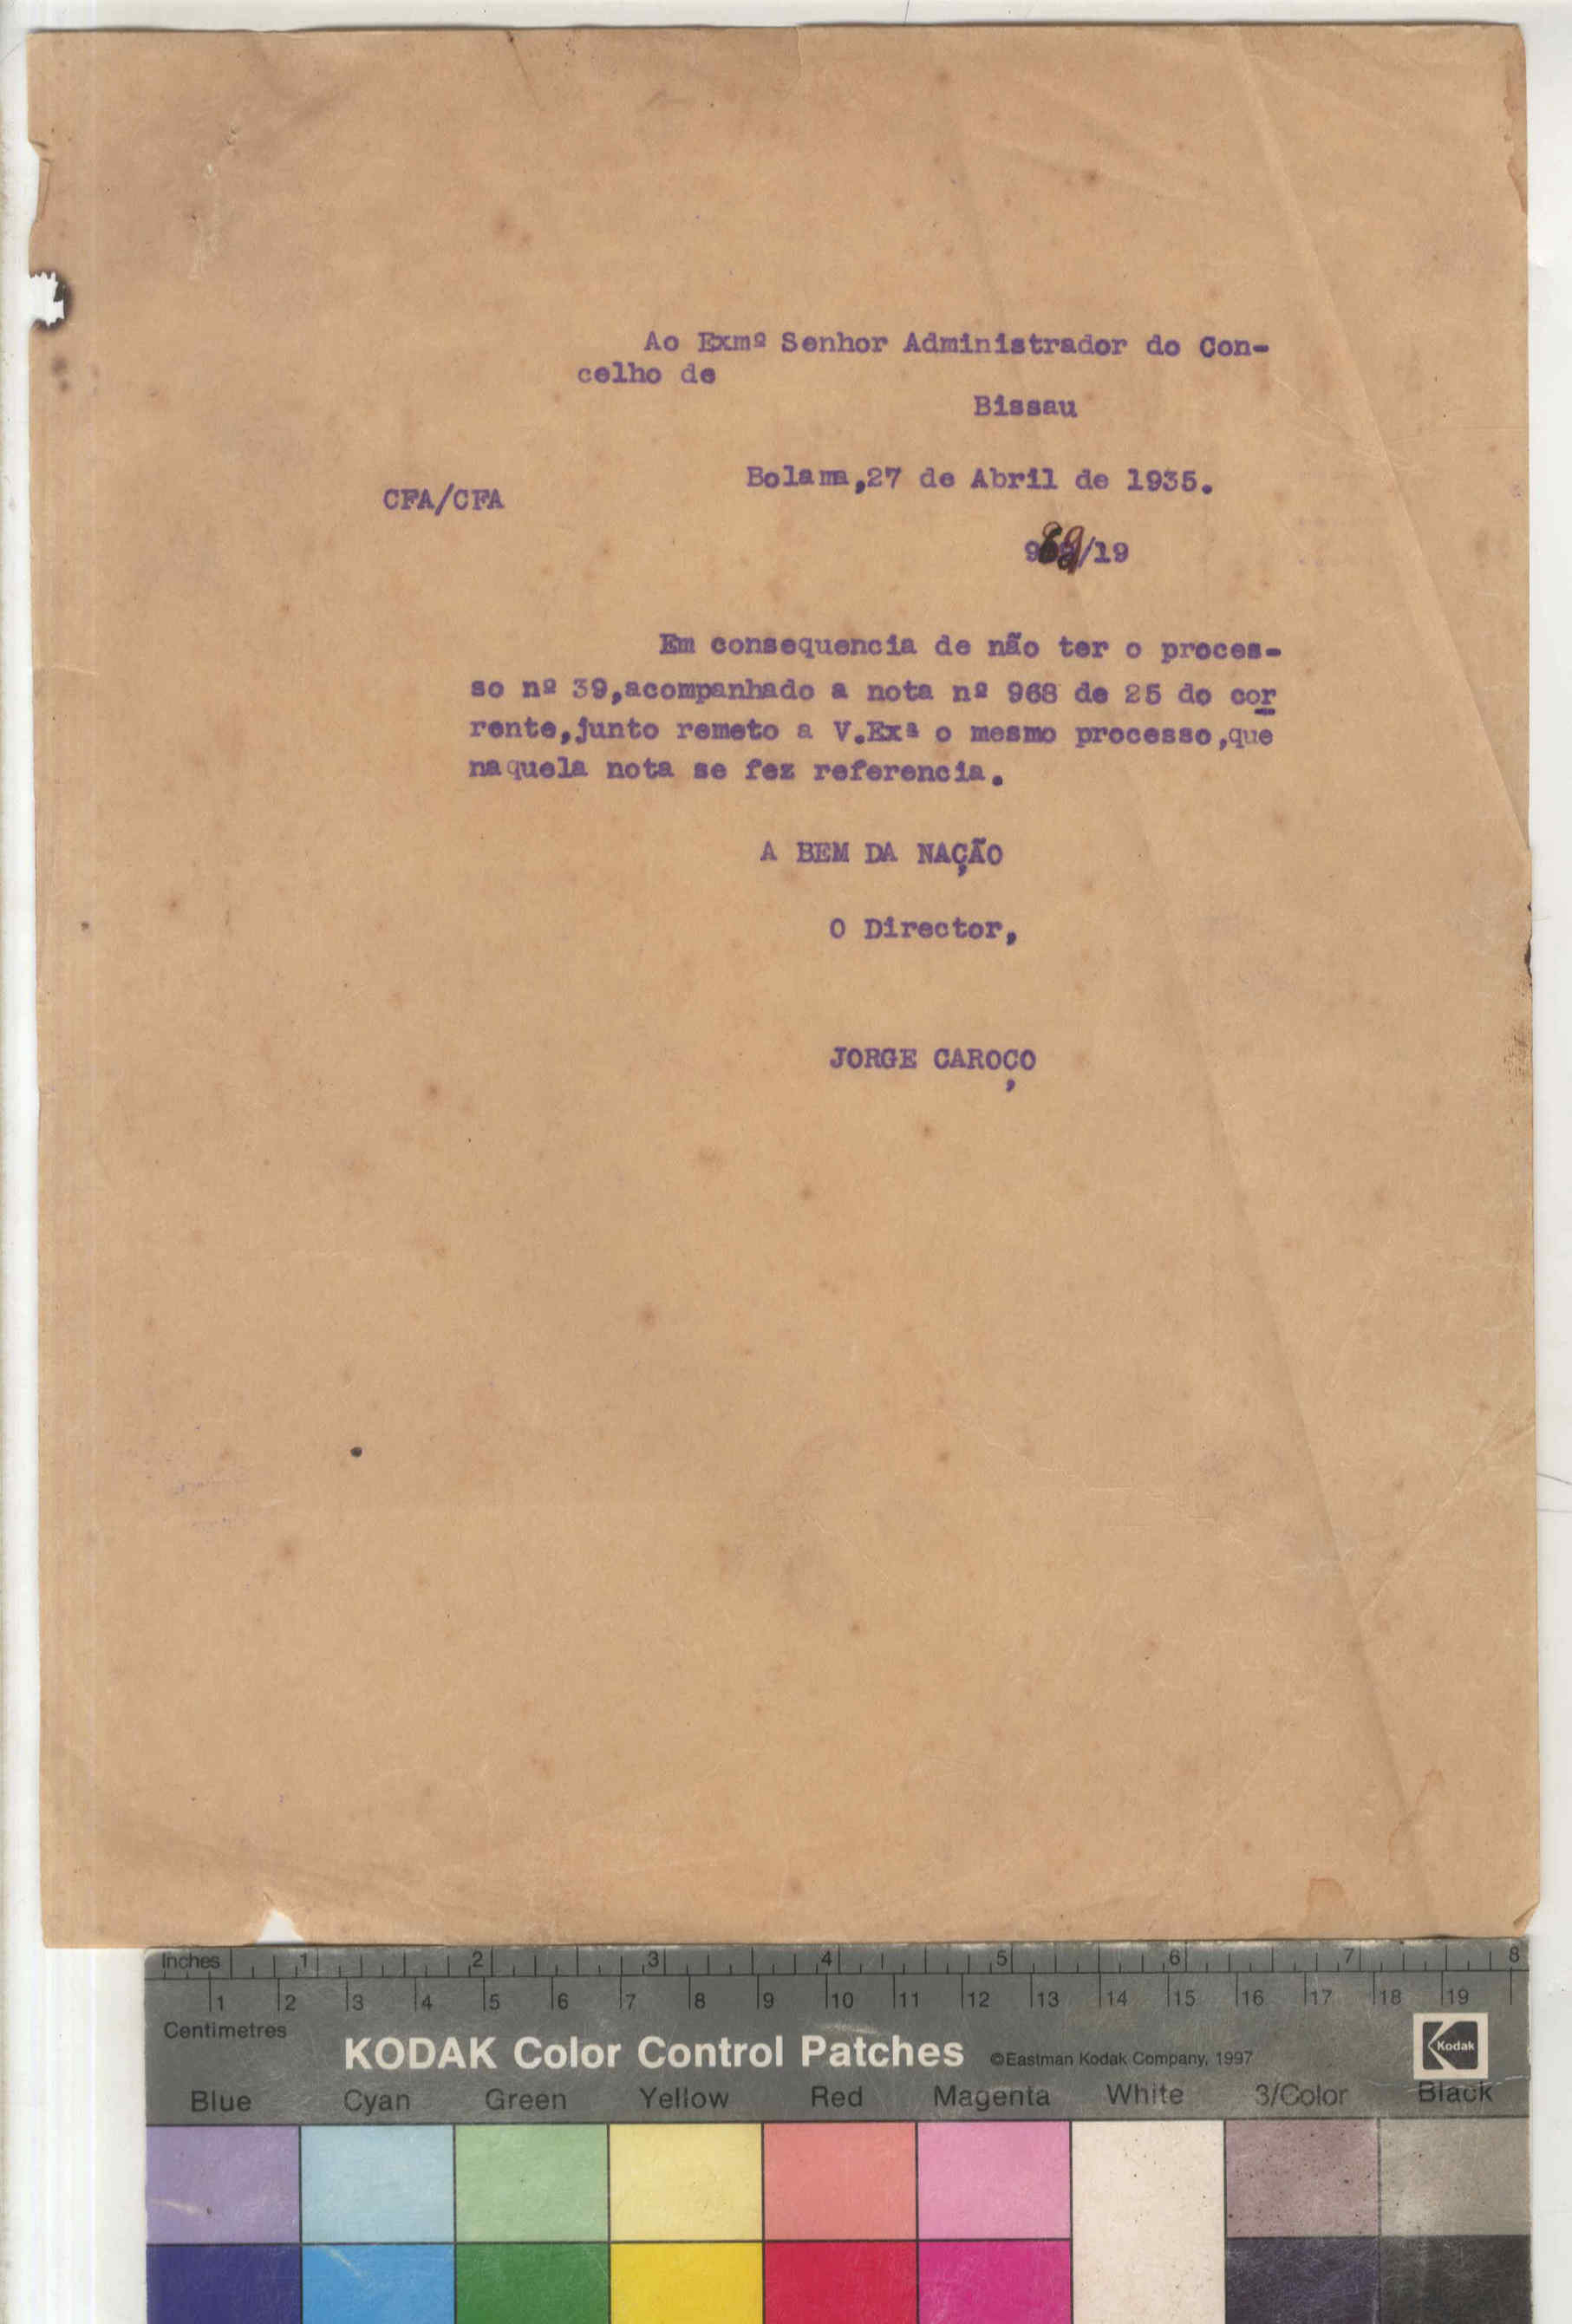 Ao Exmº Senhor Administrador do Con-
celho de
Bissau
Bolama,27 de Abril de 1935.
CFA/CFA
/19
Em consequencia de não ter o proces-
so nº 39,acompanhado a nota nº 968 de 25 do cor
rente,junto remeto a V.Exª o mesmo processo,que
naquela nota se fez referencia.
A BEM DA NAÇÃO
O Director,
JORGE CAROÇO
Inches 1 2 3 4 5 6 7 8
1 2 3 4 5 6 7 8 9 10 11 12 13 14 15 16 17 18 19
Centimetres
KODAK Color Control Patches ©Eastman Kodak Company, 1997 Kodak
Blue Cyan Green Yellow Red Magenta White 3/Color Black